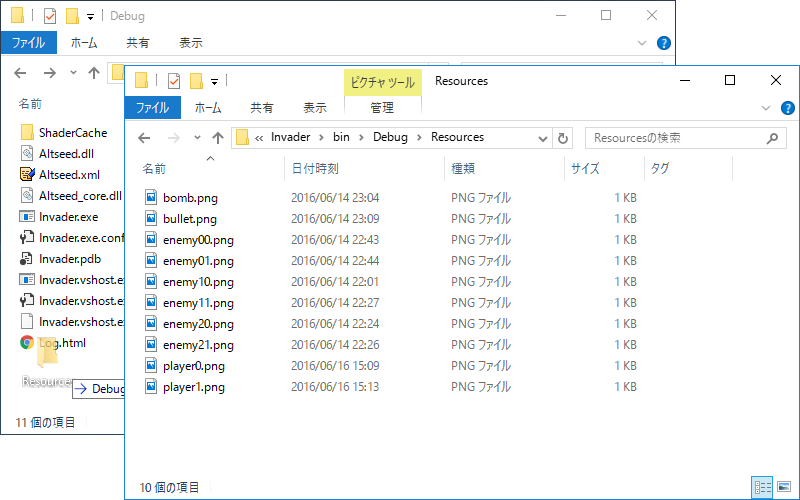 Debug
ファイル ホーム 共有 表示
名前
ShaderCache
Altseed.dll
Altseed.xml
Altseed_core.dll
Invader.exe
Invader.exe.conf
Invader.pdb
Invader.vshost.ex
Invader.vshost.ex
Invader.vshost.ex
Log.html
Resources
Debug
11 個の項目
ピクチャ ツール Resources
ファイル ホーム 共有 表示 管理
« Invader > bin > Debug > Resources Resourcesの検索
名前 日付時刻 種類 サイズ タグ
bomb.png 2016/06/14 23:04 PNG ファイル 1 KB
bullet.png 2016/06/14 23:09 PNG ファイル 1 KB
enemy00.png 2016/06/14 22:43 PNG ファイル 1 KB
enemy01.png 2016/06/14 22:44 PNG ファイル 1 KB
enemy10.png 2016/06/14 22:01 PNG ファイル 1 KB
enemy11.png 2016/06/14 22:27 PNG ファイル 1 KB
enemy20.png 2016/06/14 22:24 PNG ファイル 1 KB
enemy21.png 2016/06/14 22:26 PNG ファイル 1 KB
player0.png 2016/06/16 15:09 PNG ファイル 1 KB
player1.png 2016/06/16 15:13 PNG ファイル 1 KB
10 個の項目